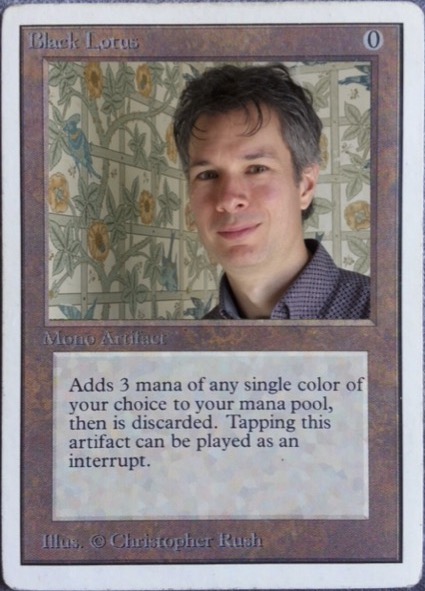 Black Lotus 0
Mono Artifact
Adds 3 mana of any single color of
your choice to your mana pool,
then is discarded. Tapping this
artifact can be played as an
interrupt.
Illus. © Christopher Rush